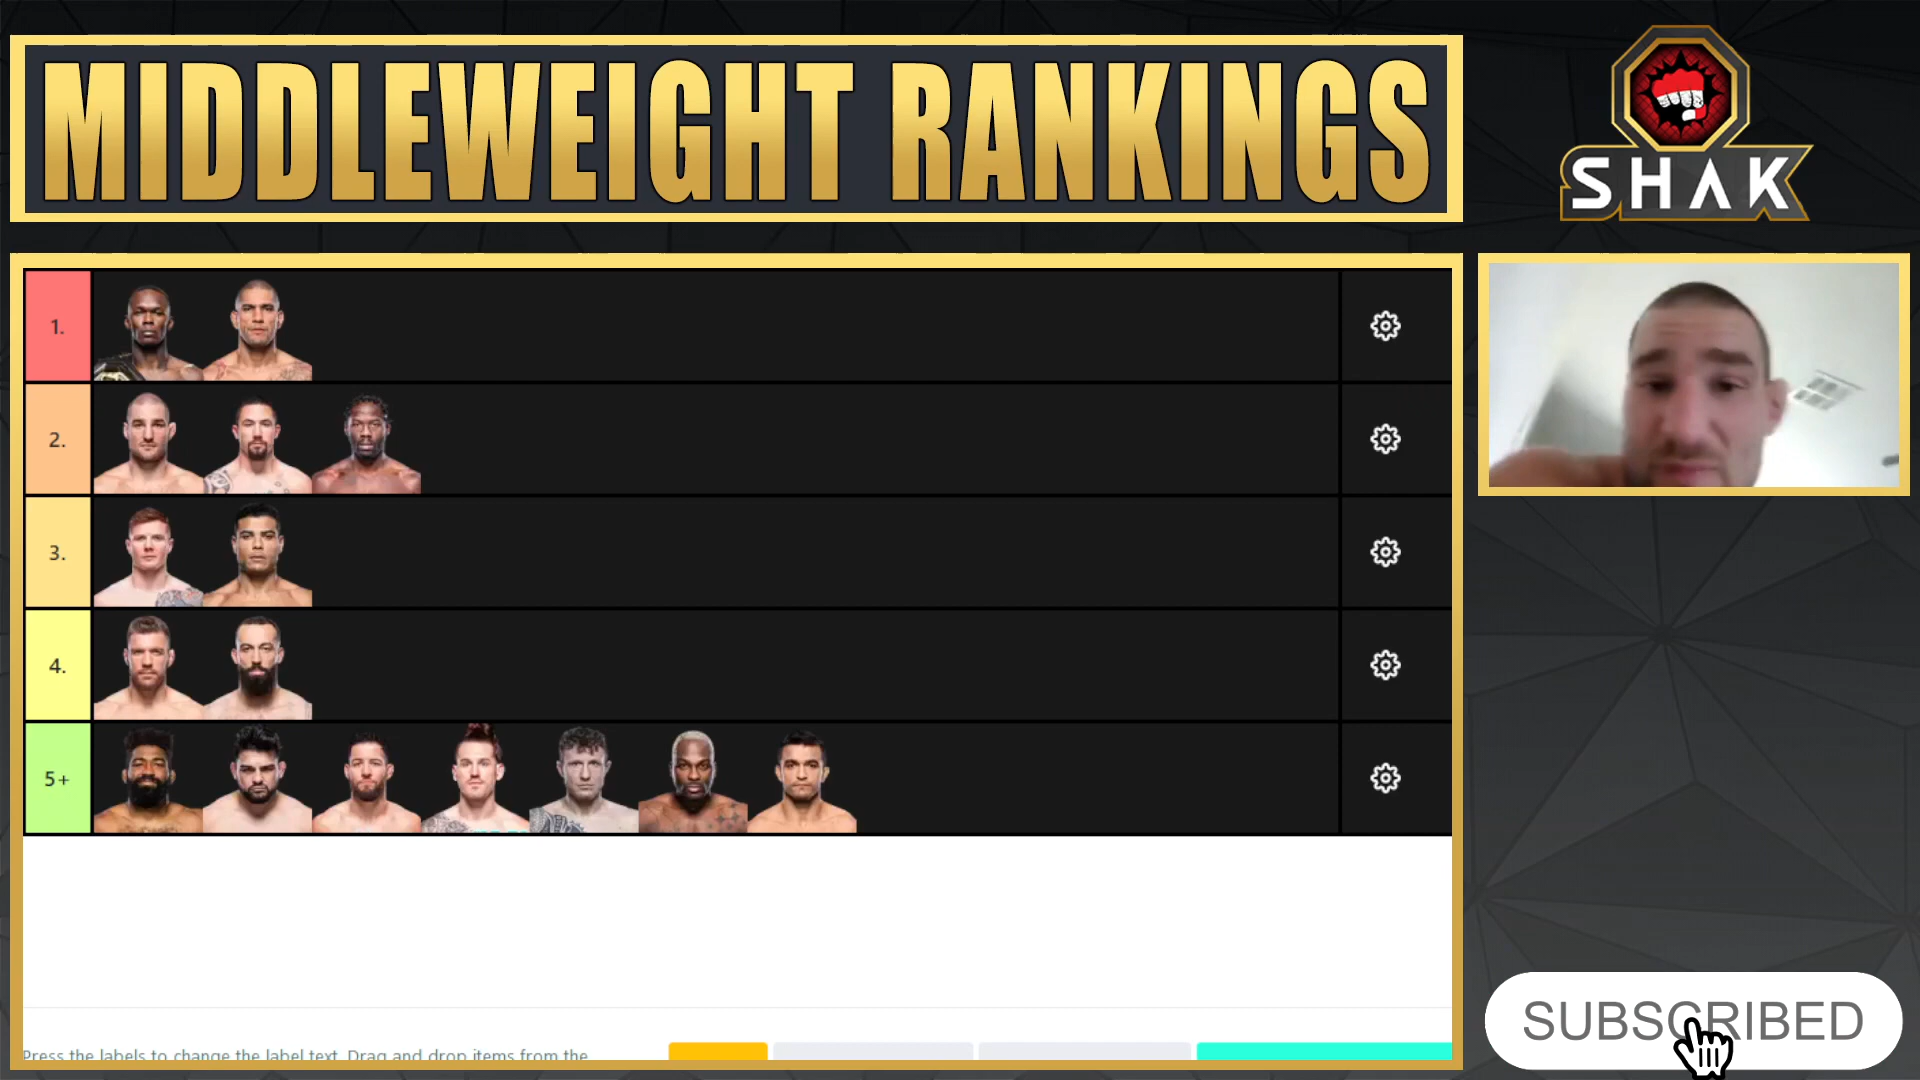 MIDDLEWEIGHT RANKINGS
SHAK
1.
2.
3.
4.
5+
Press the labels to change the label text. Drag and drop items from the
SUBSCRIBED